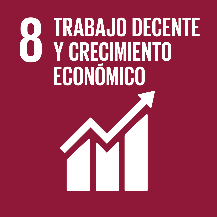 8 TRABAJO DECENTE
Y CRECIMIENTO
ECONÓMICO